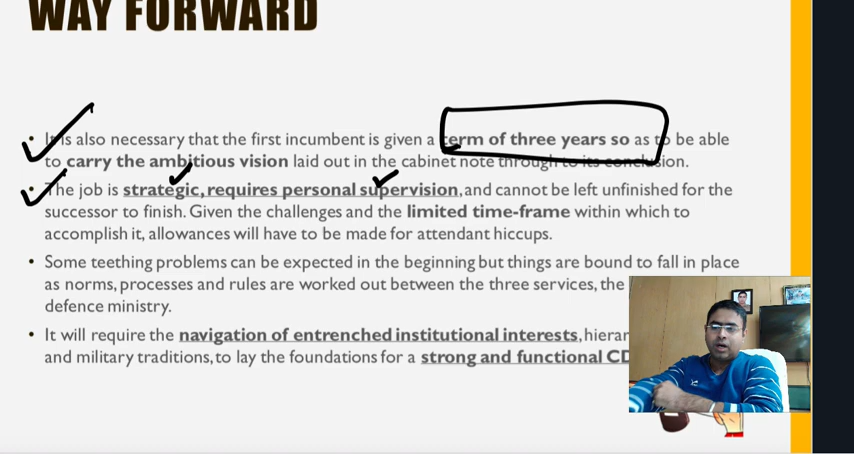 WAY FORWARD
• It is also necessary that the first incumbent is given a term of three years so as to be able
to carry the ambitious vision laid out in the cabinet note through to its conclusion.
• The job is strategic, requires personal supervision, and cannot be left unfinished for the
successor to finish. Given the challenges and the limited time-frame within which to
accomplish it, allowances will have to be made for attendant hiccups.
• Some teething problems can be expected in the beginning but things are bound to fall in place
as norms, processes and rules are worked out between the three services, the
defence ministry.
• It will require the navigation of entrenched institutional interests, hierar
and military traditions, to lay the foundations for a strong and functional CD